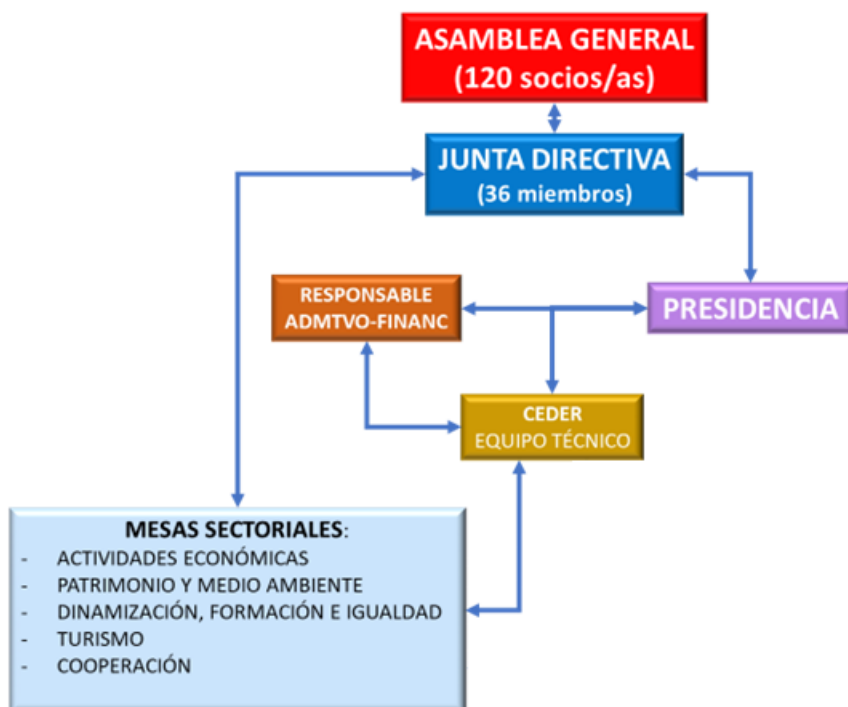 ASAMBLEA GENERAL
(120 socios/as)
JUNTA DIRECTIVA
(36 miembros)
RESPONSABLE
ADMTVO-FINANC
PRESIDENCIA
CEDER
EQUIPO TÉCNICO
MESAS SECTORIALES:
- ACTIVIDADES ECONÓMICAS
- PATRIMONIO Y MEDIO AMBIENTE
- DINAMIZACIÓN, FORMACIÓN E IGUALDAD
- TURISMO
- COOPERACIÓN